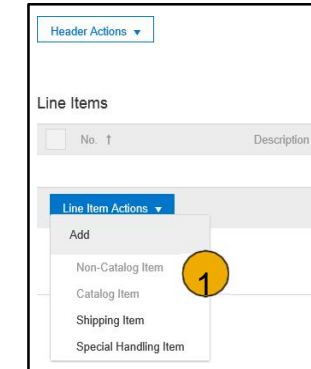 Header Actions ▼
Line Items
No. ↑ Description
Line Item Actions ▼
Add
Non-Catalog Item
1
Catalog Item
Shipping Item
Special Handling Item